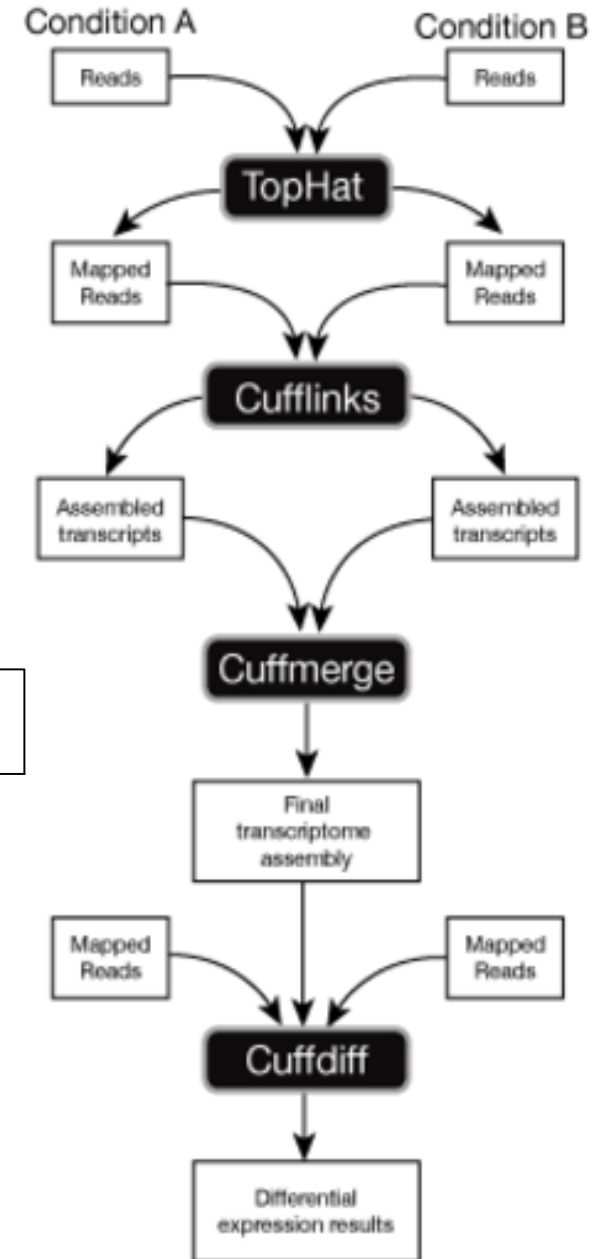 Condition A
Condition B
Reads
Reads
TopHat
Mapped
Reads
Mapped
Reads
Cufflinks
Assembled
transcripts
Assembled
transcripts
Cuffmerge
Final
transcriptome
assembly
Mapped
Reads
Mapped
Reads
Cuffdiff
Differential
expression results